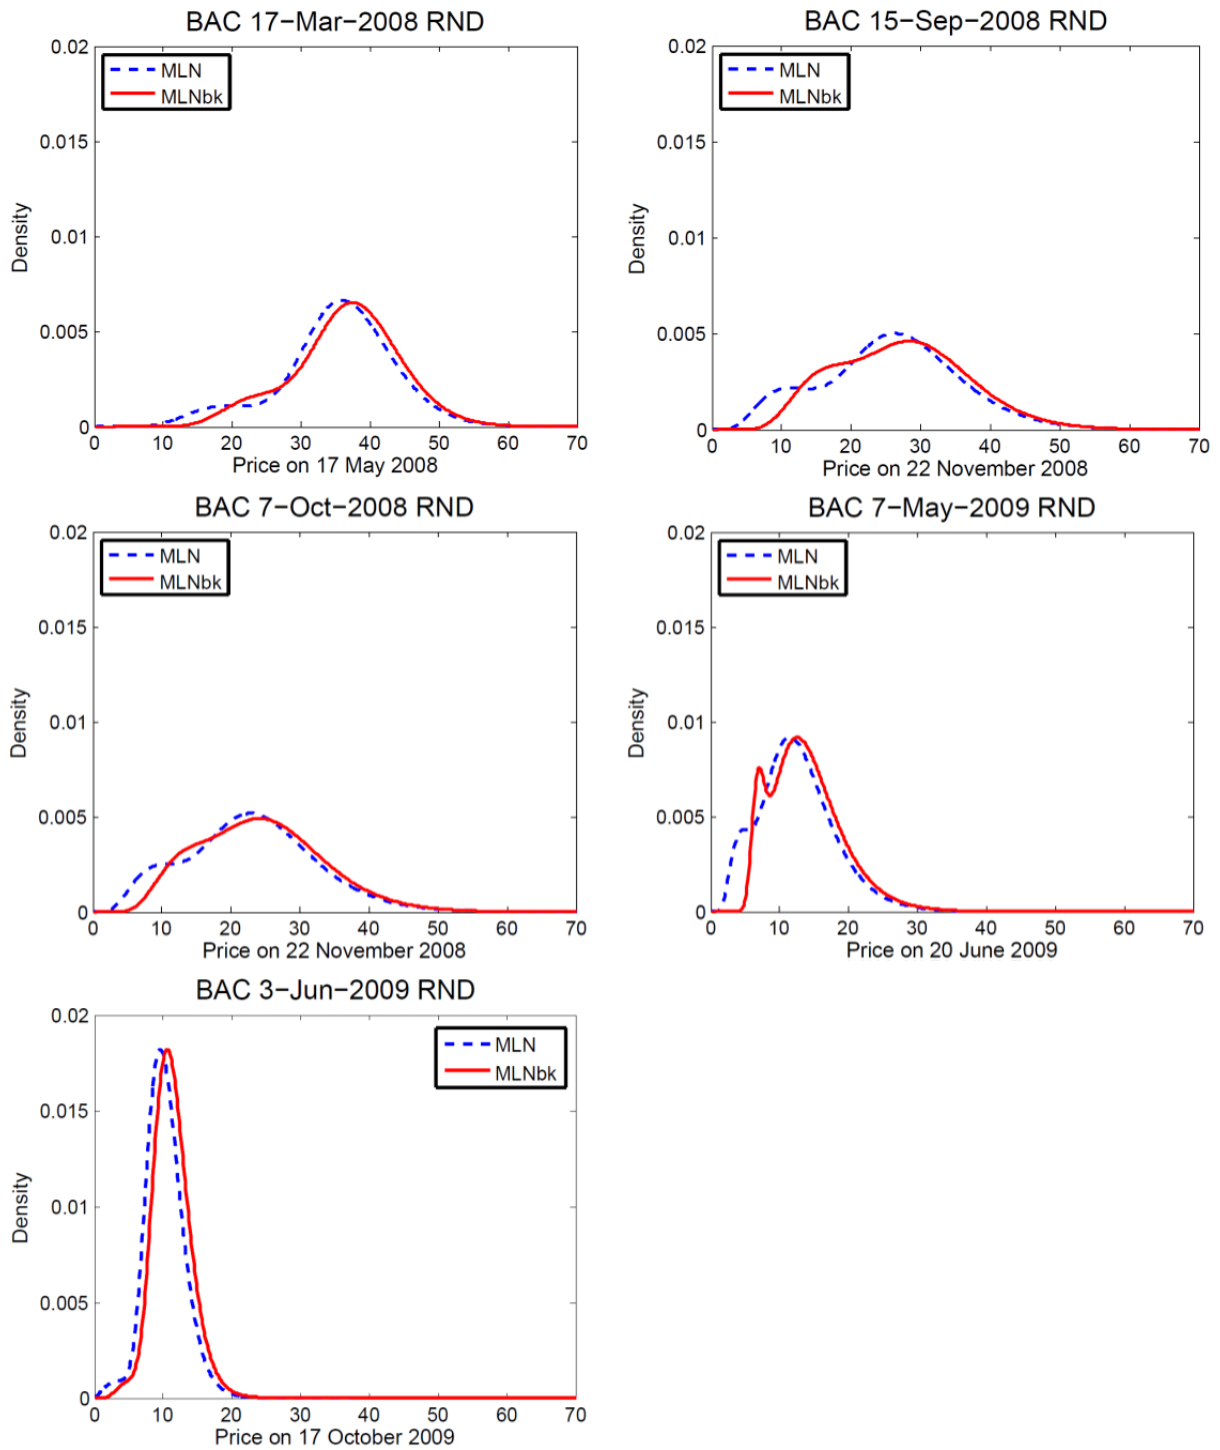 BAC 17−Mar−2008 RND
0.02
0.015
0.01
0.005
0
Density
MLN
MLNbk
0 10 20 30 40 50 60 70
Price on 17 May 2008
BAC 15−Sep−2008 RND
0.02
0.015
0.01
0.005
0
Density
MLN
MLNbk
0 10 20 30 40 50 60 70
Price on 22 November 2008
BAC 7−Oct−2008 RND
0.02
0.015
0.01
0.005
0
Density
MLN
MLNbk
0 10 20 30 40 50 60 70
Price on 22 November 2008
BAC 7−May−2009 RND
0.02
0.015
0.01
0.005
0
Density
MLN
MLNbk
0 10 20 30 40 50 60 70
Price on 20 June 2009
BAC 3−Jun−2009 RND
0.02
0.015
0.01
0.005
0
Density
MLN
MLNbk
0 10 20 30 40 50 60 70
Price on 17 October 2009